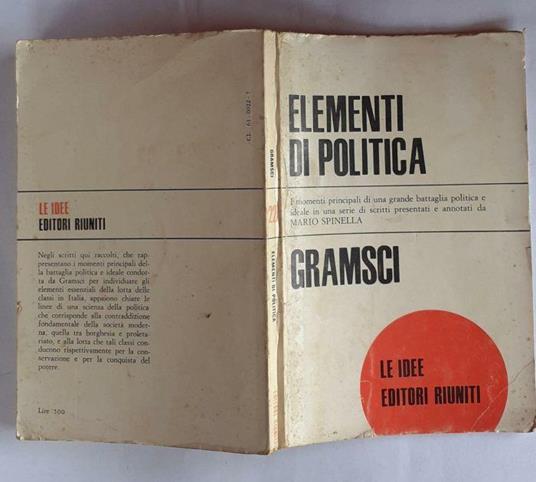 ELEMENTI
DI POLITICA
I momenti principali di una grande battaglia politica e
ideale in una serie di scritti presentati e annotati da
MARIO SPINELLA
GRAMSCI
LE IDEE
EDITORI RIUNITI
GRAMSCI
22
ELEMENTI DI POLITICA
LE IDEE
EDITORI RIUNITI
Negli scritti qui raccolti, che rap-
presentano i momenti principali del-
la battaglia politica e ideale condot-
ta da Gramsci per individuare gli
elementi essenziali della lotta delle
classi in Italia, appaiono chiare le
linee di una scienza della politica
che corrisponde alla contraddizione
fondamentale della società moder-
na, quella tra borghesia e proleta-
riato, e alla lotta che tali classi con-
ducono rispettivamente per la con-
servazione e per la conquista del
potere.
Lire 500
CL 63-0022-7